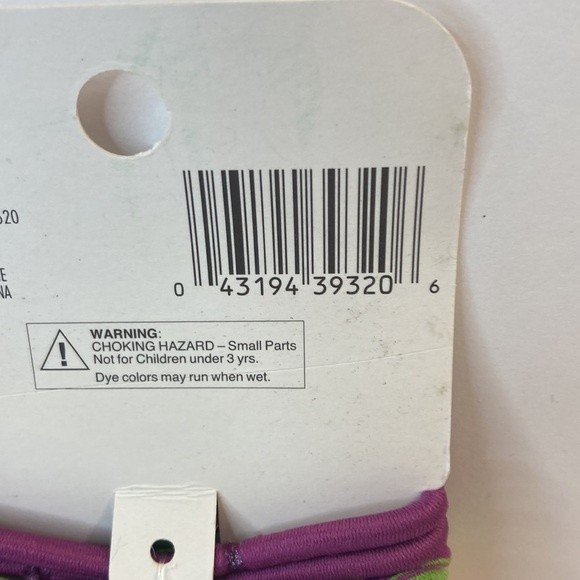 0 43194 39320 6
WARNING:
CHOKING HAZARD – Small Parts
Not for Children under 3 yrs.
Dye colors may run when wet.